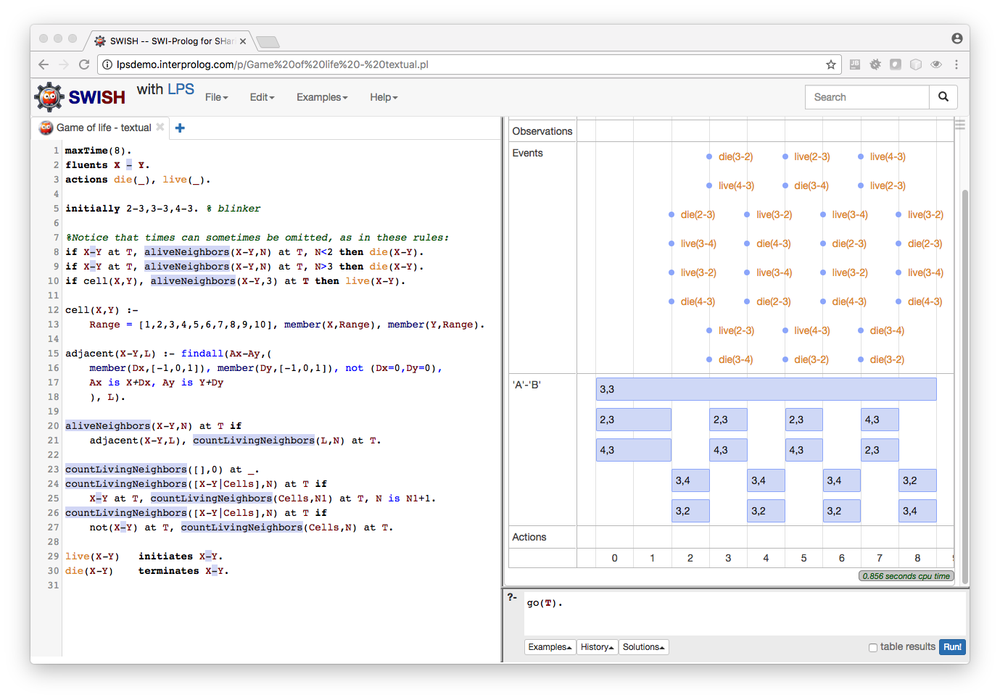 SWISH -- SWI-Prolog for SHar
lpsdemo.interprolog.com/p/Game%20of%20life%20-%20textual.pl
SWISH with LPS File Edit Examples Help Search
Game of life - textual
1 maxTime(8).
2 fluents X - Y.
3 actions die(_), live(_).
4
5 initially 2-3,3-3,4-3. % blinker
6
7 %Notice that times can sometimes be omitted, as in these rules:
8 if X-Y at T, aliveNeighbors(X-Y,N) at T, N<2 then die(X-Y).
9 if X-Y at T, aliveNeighbors(X-Y,N) at T, N>3 then die(X-Y).
10 if cell(X,Y), aliveNeighbors(X-Y,3) at T then live(X-Y).
11
12 cell(X,Y) :-
13 Range = [1,2,3,4,5,6,7,8,9,10], member(X,Range), member(Y,Range).
14
15 adjacent(X-Y,L) :- findall(Ax-Ay,(
16 member(Dx,[-1,0,1]), member(Dy,[-1,0,1]), not (Dx=0,Dy=0),
17 Ax is X+Dx, Ay is Y+Dy
18 ), L).
19
20 aliveNeighbors(X-Y,N) at T if
21 adjacent(X-Y,L), countLivingNeighbors(L,N) at T.
22
23 countLivingNeighbors([],0) at _.
24 countLivingNeighbors([X-Y|Cells],N) at T if
25 X-Y at T, countLivingNeighbors(Cells,N1) at T, N is N1+1.
26 countLivingNeighbors([X-Y|Cells],N) at T if
27 not(X-Y) at T, countLivingNeighbors(Cells,N) at T.
28
29 live(X-Y) initiates X-Y.
30 die(X-Y) terminates X-Y.
31
Observations
Events die(3-2) live(2-3) live(4-3)
live(4-3) die(3-4) live(2-3)
die(2-3) live(3-2) live(3-4) live(3-2)
live(3-4) die(4-3) die(2-3) die(2-3)
live(3-2) live(3-4) live(3-2) live(3-4)
die(4-3) die(2-3) die(4-3) die(4-3)
live(2-3) live(4-3) die(3-4)
die(3-4) die(3-2) die(3-2)
'A'-'B' 3,3
2,3 2,3 2,3 4,3
4,3 4,3 4,3 2,3
3,4 3,4 3,4 3,2
3,2 3,2 3,2 3,4
Actions
0 1 2 3 4 5 6 7 8
0.856 seconds cpu time
?- go(T).
Examples History Solutions table results Run!